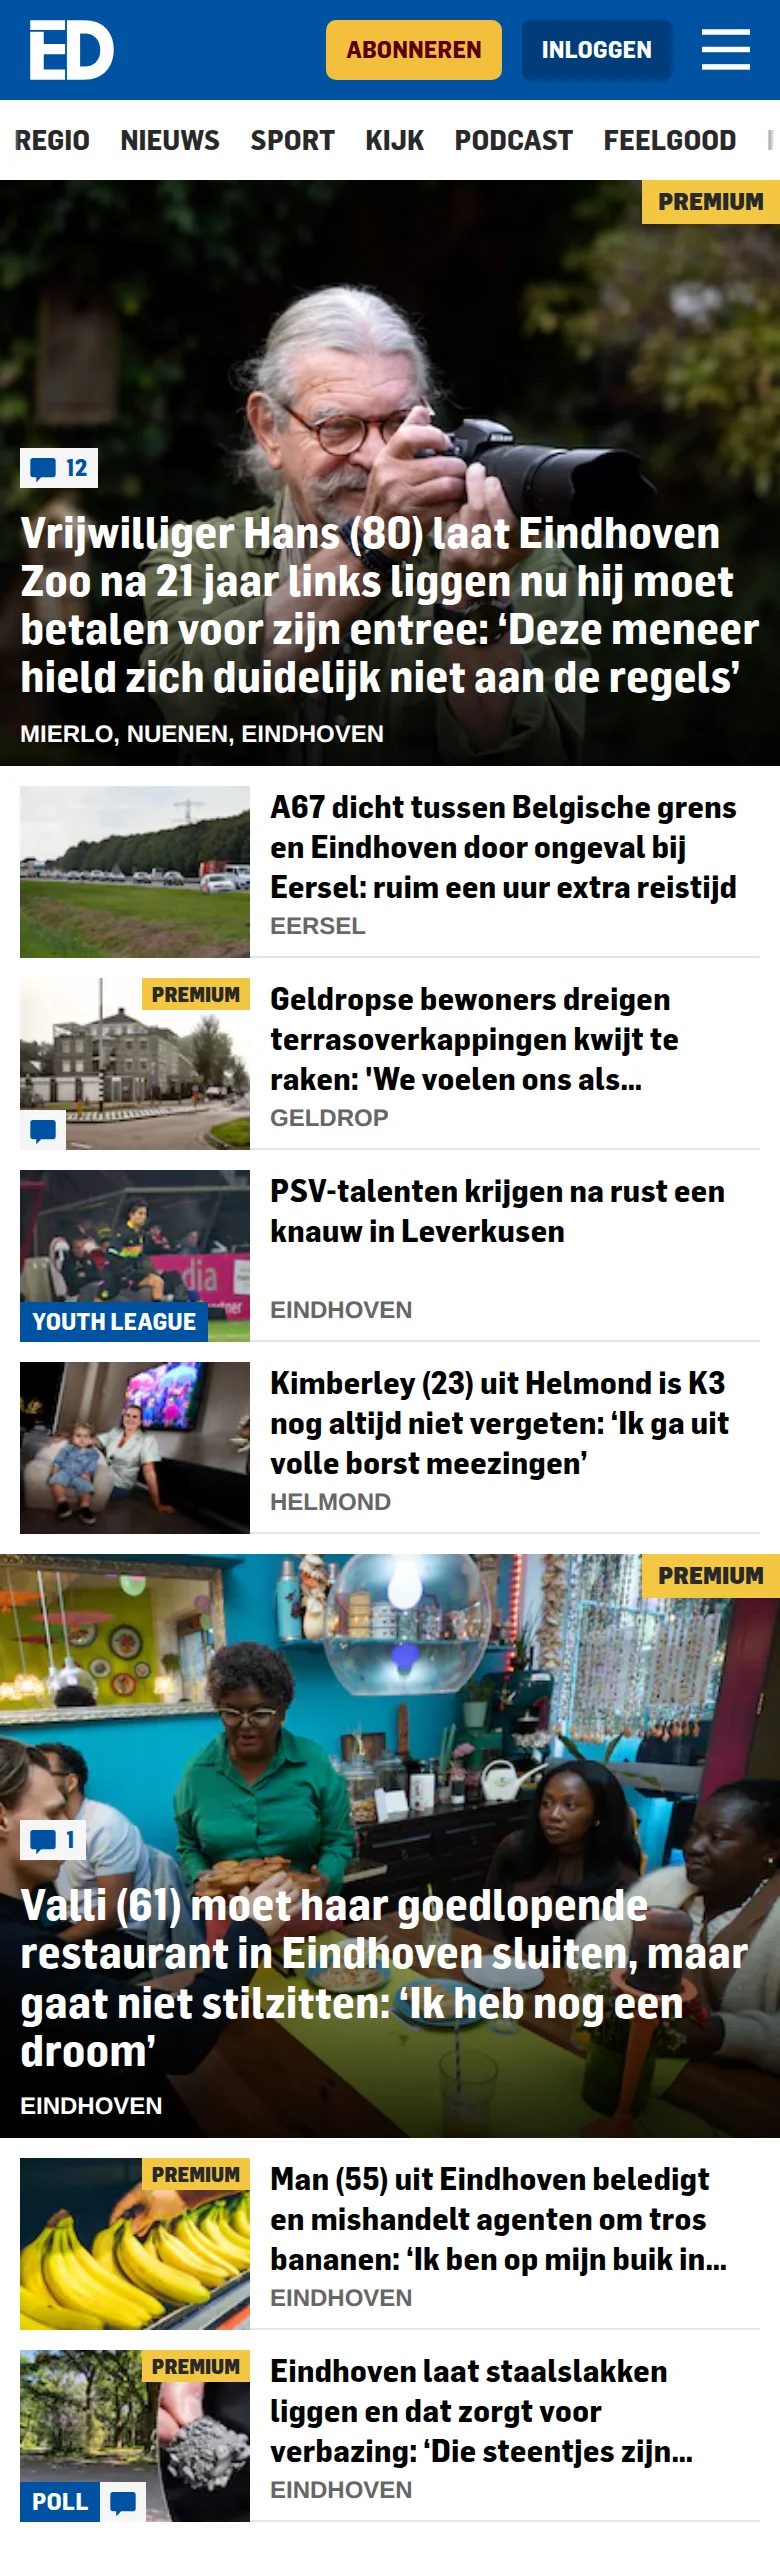 ED
ABONNEREN
INLOGGEN
REGIO NIEUWS SPORT KIJK PODCAST FEELGOOD
PREMIUM
12
Vrijwilliger Hans (80) laat Eindhoven
Zoo na 21 jaar links liggen nu hij moet
betalen voor zijn entree: ‘Deze meneer
hield zich duidelijk niet aan de regels’
MIERLO, NUENEN, EINDHOVEN
A67 dicht tussen Belgische grens
en Eindhoven door ongeval bij
Eersel: ruim een uur extra reistijd
EERSEL
PREMIUM
Geldropse bewoners dreigen
terrasoverkappingen kwijt te
raken: 'We voelen ons als...
GELDROP
YOUTH LEAGUE
PSV-talenten krijgen na rust een
knauw in Leverkusen
EINDHOVEN
Kimberley (23) uit Helmond is K3
nog altijd niet vergeten: ‘Ik ga uit
volle borst meezingen’
HELMOND
PREMIUM
1
Valli (61) moet haar goedlopende
restaurant in Eindhoven sluiten, maar
gaat niet stilzitten: ‘Ik heb nog een
droom’
EINDHOVEN
PREMIUM
Man (55) uit Eindhoven beledigt
en mishandelt agenten om tros
bananen: ‘Ik ben op mijn buik in...
EINDHOVEN
PREMIUM
POLL
Eindhoven laat staalslakken
liggen en dat zorgt voor
verbazing: ‘Die steentjes zijn...
EINDHOVEN